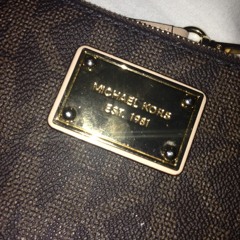 MICHAEL KORS
EST. 1981